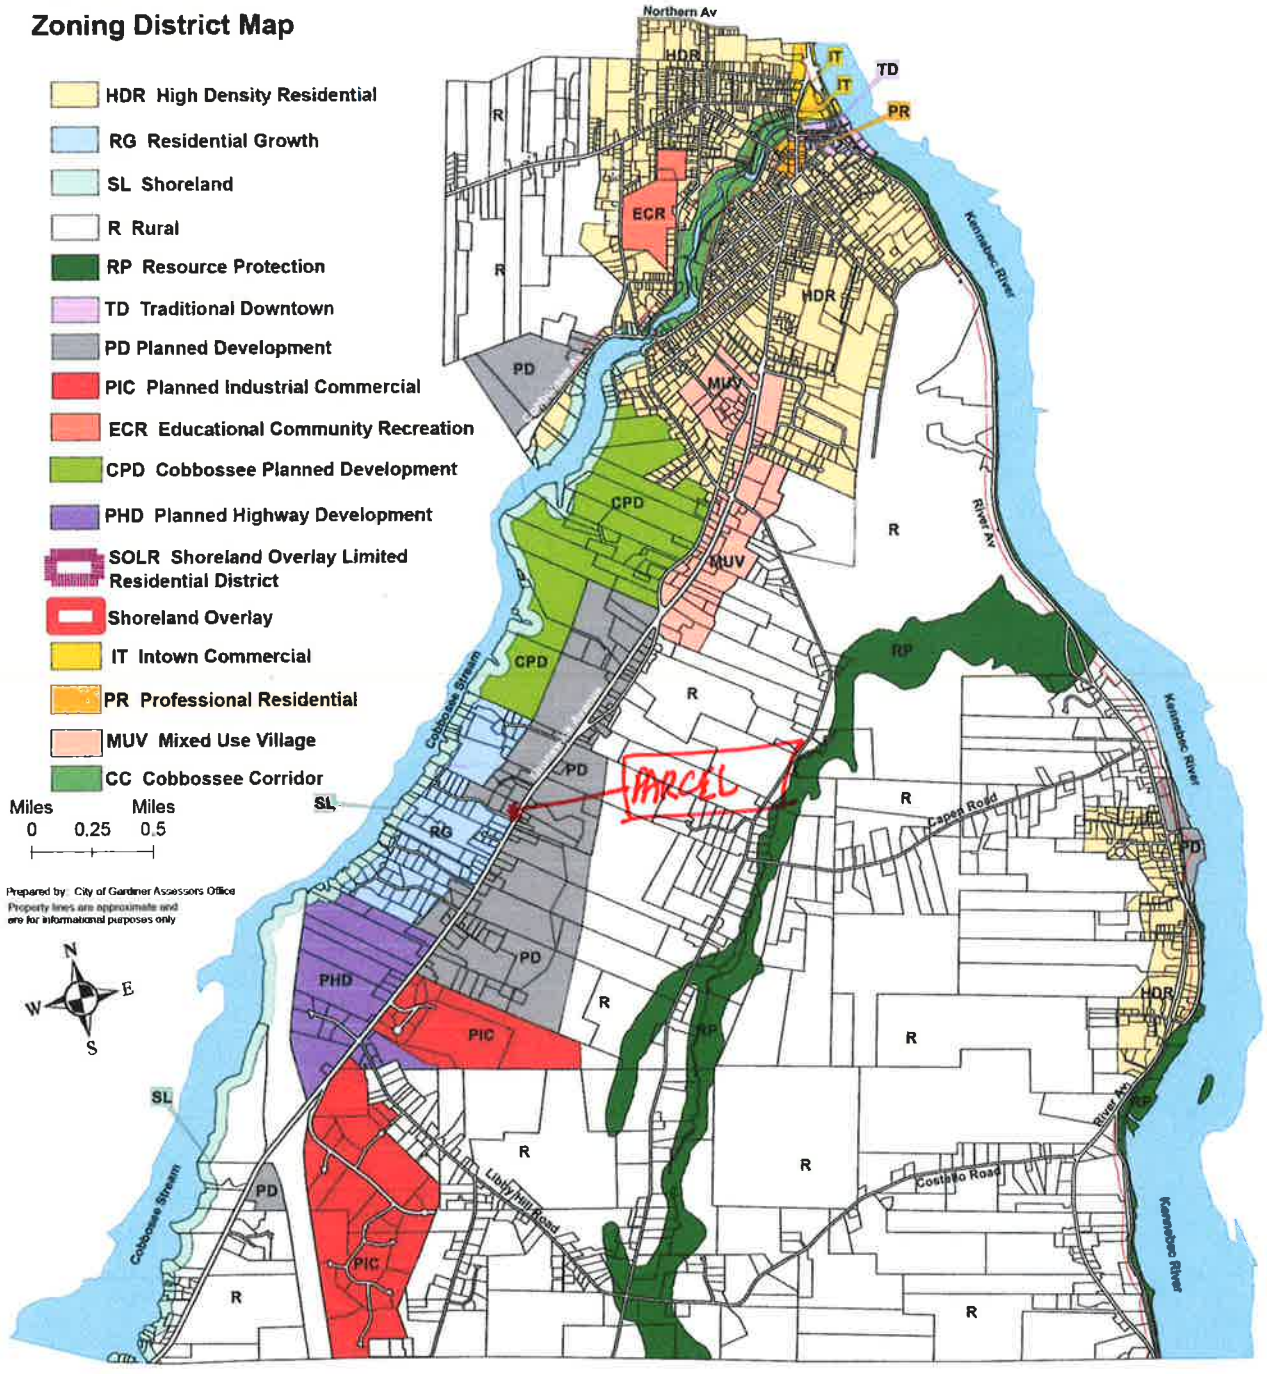 Zoning District Map
HDR High Density Residential
RG Residential Growth
SL Shoreland
R Rural
RP Resource Protection
TD Traditional Downtown
PD Planned Development
PIC Planned Industrial Commercial
ECR Educational Community Recreation
CPD Cobbossee Planned Development
PHD Planned Highway Development
SOLR Shoreland Overlay Limited
Residential District
Shoreland Overlay
IT Intown Commercial
PR Professional Residential
MUV Mixed Use Village
CC Cobbossee Corridor
Miles Miles
0 0.25 0.5
Prepared by: City of Gardiner Assessors Office
Property lines are approximate and
are for informational purposes only
N
W E
S
Northern Av
HDR
IT
TD
IT
PR
R
ECR
Kennebec River
R
HDR
PD
MUV
CPD
River Av
R
MUV
RP
CPD
Cobbossee Stream
R
Kennebec River
PD
PARCEL
SL
R
Capen Road
RG
PD
PD
PHD
HDR
R
PIC
RP
R
SL
River Av
RP
R
R
Libby Hill Road
Costello Road
PD
Cobbossee Stream
Kennebec River
PIC
R
R